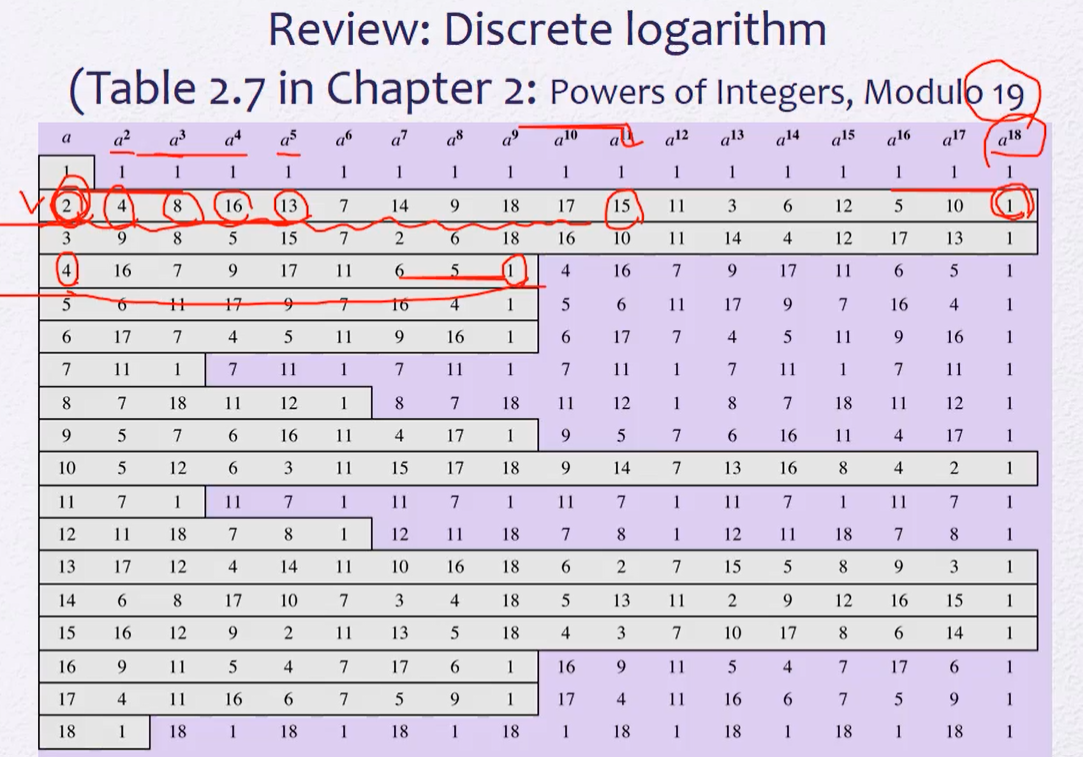 Review: Discrete logarithm
(Table 2.7 in Chapter 2: Powers of Integers, Modulo 19
a a² a³ a⁴ a⁵ a⁶ a⁷ a⁸ a⁹ a¹⁰ a¹¹ a¹² a¹³ a¹⁴ a¹⁵ a¹⁶ a¹⁷ a¹⁸
1 1 1 1 1 1 1 1 1 1 1 1 1 1 1 1 1 1
2 4 8 16 13 7 14 9 18 17 15 11 3 6 12 5 10 1
3 9 8 5 15 7 2 6 18 16 10 11 14 4 12 17 13 1
4 16 7 9 17 11 6 5 1 4 16 7 9 17 11 6 5 1
5 6 11 17 9 7 16 4 1 5 6 11 17 9 7 16 4 1
6 17 7 4 5 11 9 16 1 6 17 7 4 5 11 9 16 1
7 11 1 7 11 1 7 11 1 7 11 1 7 11 1 7 11 1
8 7 18 11 12 1 8 7 18 11 12 1 8 7 18 11 12 1
9 5 7 6 16 11 4 17 1 9 5 7 6 16 11 4 17 1
10 5 12 6 3 11 15 17 18 9 14 7 13 16 8 4 2 1
11 7 1 11 7 1 11 7 1 11 7 1 11 7 1 11 7 1
12 11 18 7 8 1 12 11 18 7 8 1 12 11 18 7 8 1
13 17 12 4 14 11 10 16 18 6 2 7 15 5 8 9 3 1
14 6 8 17 10 7 3 4 18 5 13 11 2 9 12 16 15 1
15 16 12 9 2 11 13 5 18 4 3 7 10 17 8 6 14 1
16 9 11 5 4 7 17 6 1 16 9 11 5 4 7 17 6 1
17 4 11 16 6 7 5 9 1 17 4 11 16 6 7 5 9 1
18 1 18 1 18 1 18 1 18 1 18 1 18 1 18 1 18 1